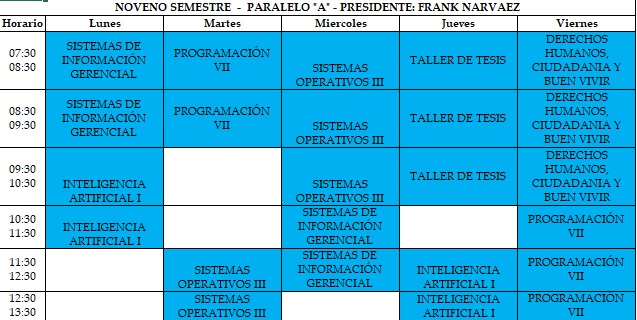 NOVENO SEMESTRE - PARALELO "A" - PRESIDENTE: FRANK NARVAEZ
Horario Lunes Martes Miercoles Jueves Viernes
07:30
08:30
SISTEMAS DE
INFORMACIÓN
GERENCIAL
PROGRAMACIÓN
VII
SISTEMAS
OPERATIVOS III
TALLER DE TESIS
DERECHOS
HUMANOS,
CIUDADANIA Y
BUEN VIVIR
08:30
09:30
SISTEMAS DE
INFORMACIÓN
GERENCIAL
PROGRAMACIÓN
VII
SISTEMAS
OPERATIVOS III
TALLER DE TESIS
DERECHOS
HUMANOS,
CIUDADANIA Y
BUEN VIVIR
09:30
10:30
INTELIGENCIA
ARTIFICIAL I
SISTEMAS
OPERATIVOS III
TALLER DE TESIS
DERECHOS
HUMANOS,
CIUDADANIA Y
BUEN VIVIR
10:30
11:30
INTELIGENCIA
ARTIFICIAL I
SISTEMAS DE
INFORMACIÓN
GERENCIAL
PROGRAMACIÓN
VII
11:30
12:30
SISTEMAS
OPERATIVOS III
SISTEMAS DE
INFORMACIÓN
GERENCIAL
INTELIGENCIA
ARTIFICIAL I
PROGRAMACIÓN
VII
12:30
13:30
SISTEMAS
OPERATIVOS III
INTELIGENCIA
ARTIFICIAL I
PROGRAMACIÓN
VII